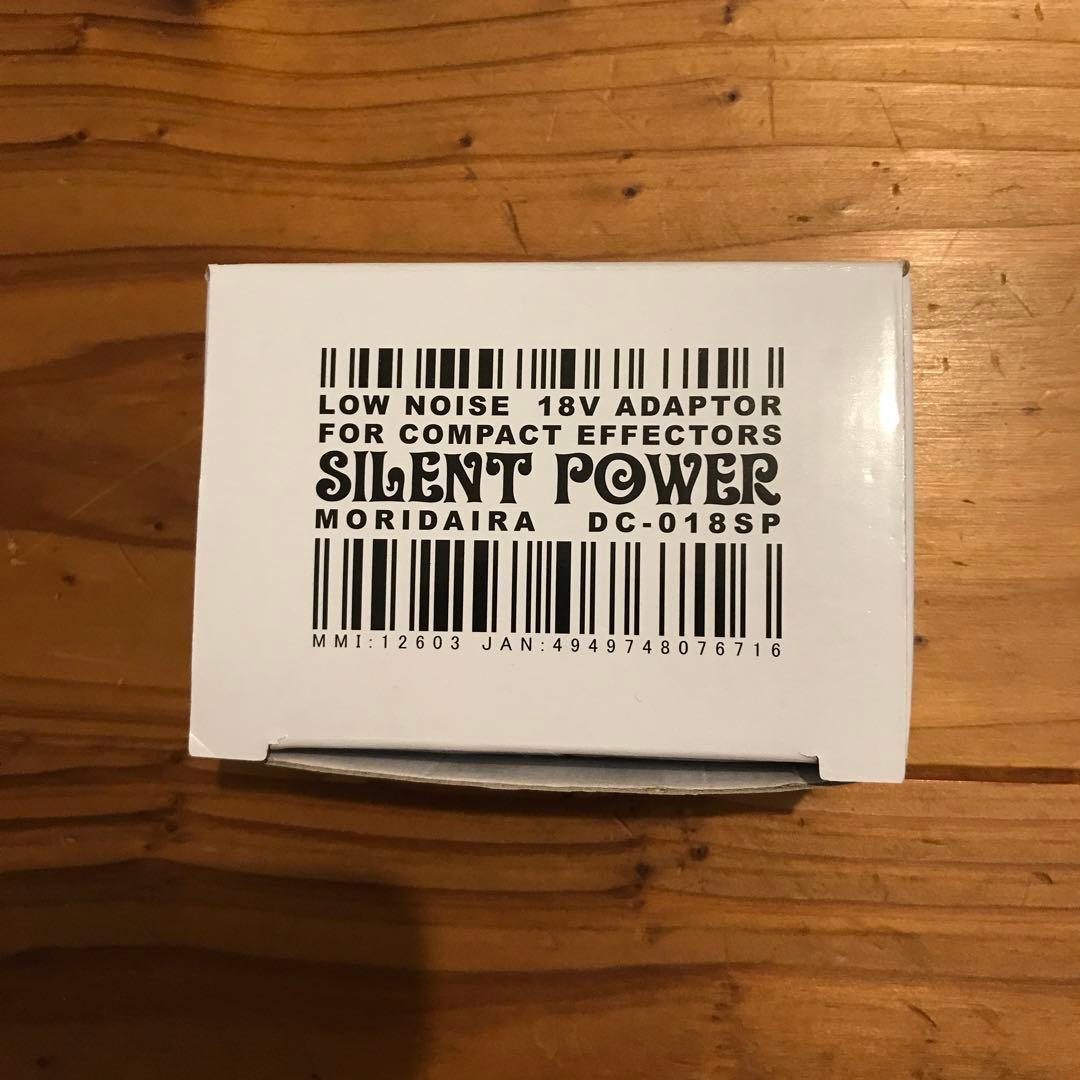 LOW NOISE 18V ADAPTOR
FOR COMPACT EFFECTORS
SILENT POWER
MORIDAIRA DC-018SP
MMI:12603 JAN:4949748076716